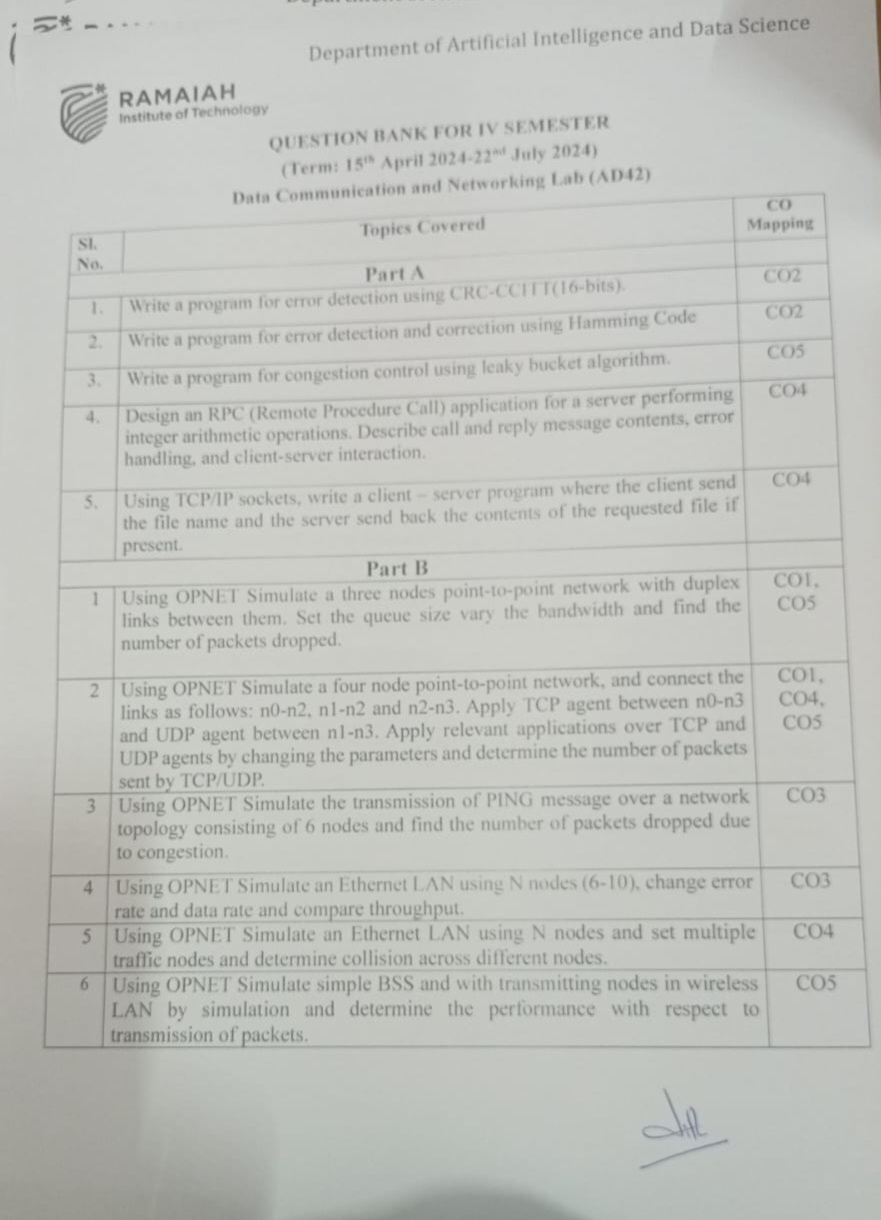 Department of Artificial Intelligence and Data Science
RAMAIAH
Institute of Technology
QUESTION BANK FOR IV SEMESTER
(Term: 15th April 2024-22nd July 2024)
Data Communication and Networking Lab (AD42)
Sl. No.
Topics Covered
CO Mapping
Part A
1. Write a program for error detection using CRC-CCITT(16-bits). CO2
2. Write a program for error detection and correction using Hamming Code CO2
3. Write a program for congestion control using leaky bucket algorithm. CO5
4. Design an RPC (Remote Procedure Call) application for a server performing CO4
integer arithmetic operations. Describe call and reply message contents, error
handling, and client-server interaction.
5. Using TCP/IP sockets, write a client – server program where the client send CO4
the file name and the server send back the contents of the requested file if
present.
Part B
1 Using OPNET Simulate a three nodes point-to-point network with duplex CO1,
links between them. Set the queue size vary the bandwidth and find the CO5
number of packets dropped.
2 Using OPNET Simulate a four node point-to-point network, and connect the CO1,
links as follows: n0-n2, n1-n2 and n2-n3. Apply TCP agent between n0-n3 CO4,
and UDP agent between n1-n3. Apply relevant applications over TCP and CO5
UDP agents by changing the parameters and determine the number of packets
sent by TCP/UDP.
3 Using OPNET Simulate the transmission of PING message over a network CO3
topology consisting of 6 nodes and find the number of packets dropped due
to congestion.
4 Using OPNET Simulate an Ethernet LAN using N nodes (6-10), change error CO3
rate and data rate and compare throughput.
5 Using OPNET Simulate an Ethernet LAN using N nodes and set multiple CO4
traffic nodes and determine collision across different nodes.
6 Using OPNET Simulate simple BSS and with transmitting nodes in wireless CO5
LAN by simulation and determine the performance with respect to
transmission of packets.